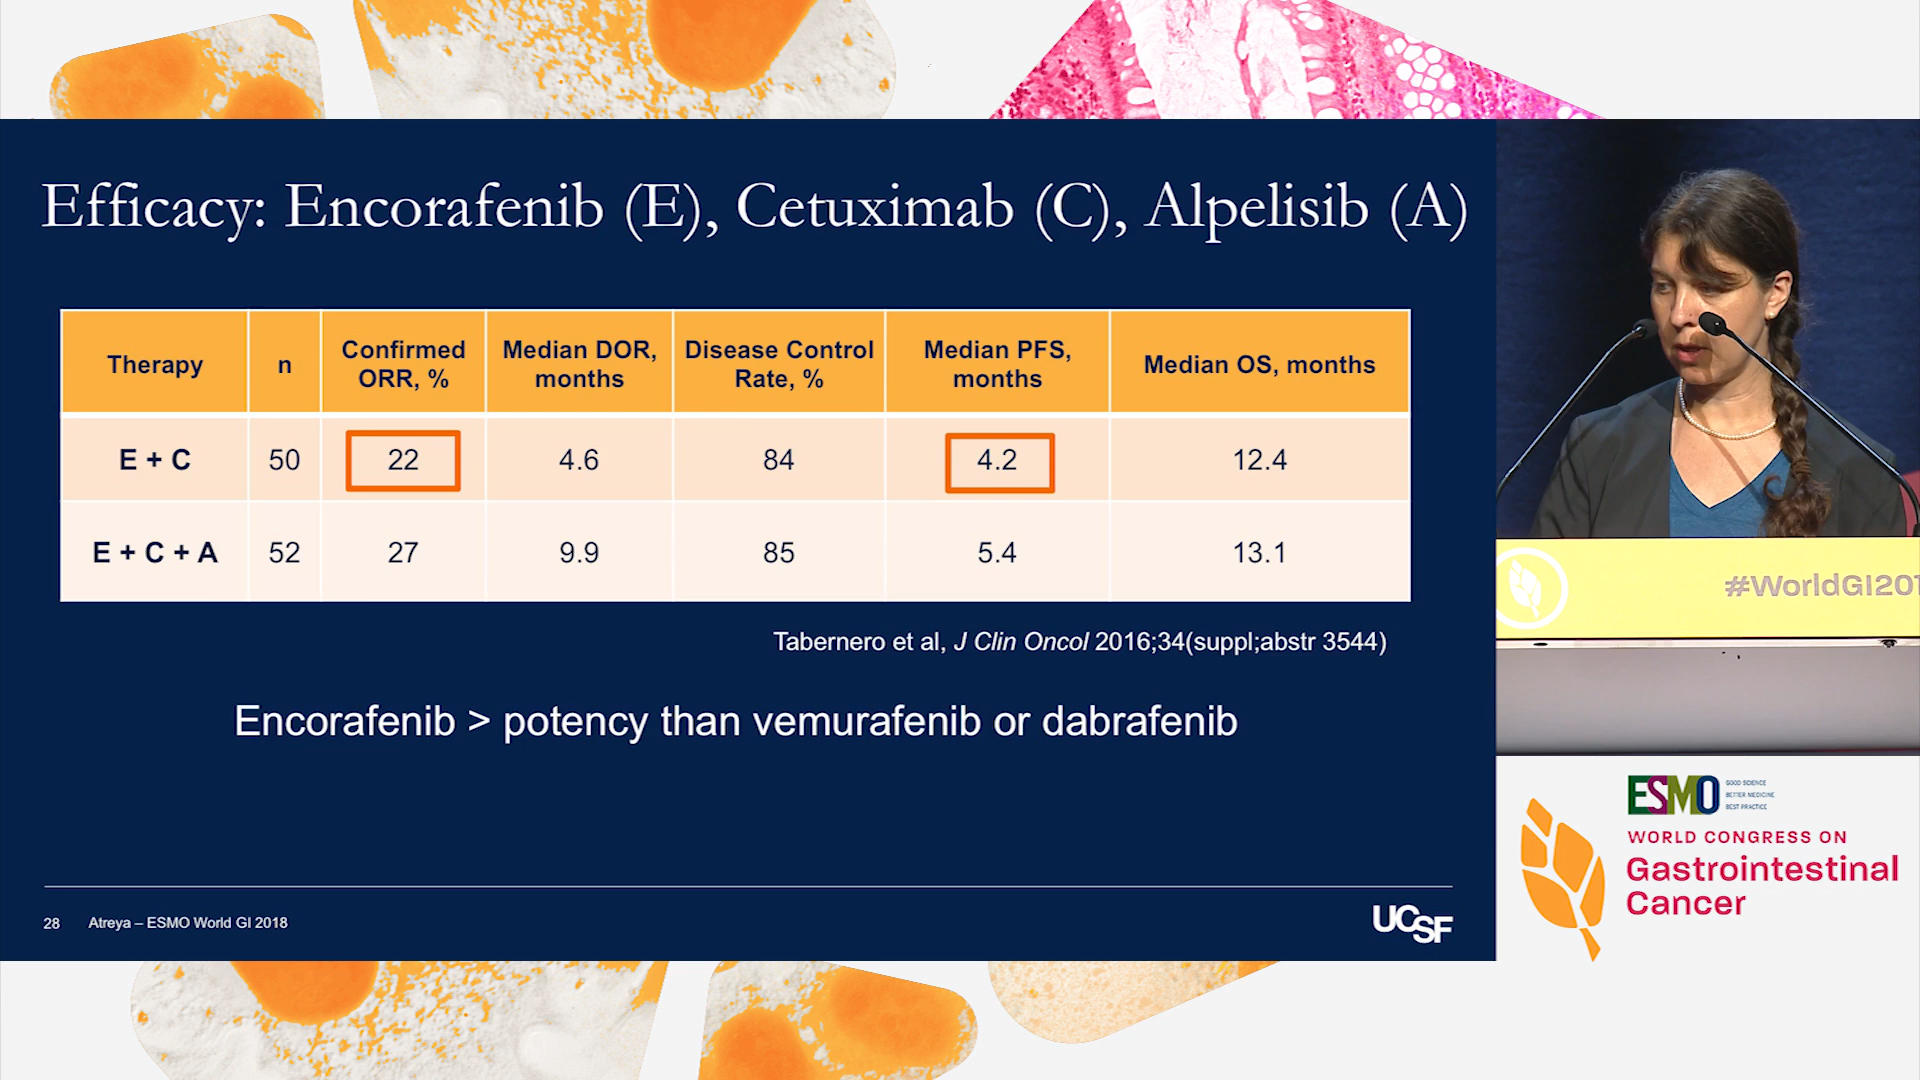 Efficacy: Encorafenib (E), Cetuximab (C), Alpelisib (A)
Therapy
n
Confirmed
ORR, %
Median DOR,
months
Disease Control
Rate, %
Median PFS,
months
Median OS, months
E + C
50
22
4.6
84
4.2
12.4
E + C + A
52
27
9.9
85
5.4
13.1
Tabernero et al, J Clin Oncol 2016;34(suppl;abstr 3544)
Encorafenib > potency than vemurafenib or dabrafenib
28
Atreya – ESMO World GI 2018
UCSF
#WorldGI201
ESMO
GOOD SCIENCE
BETTER MEDICINE
BEST PRACTICE
WORLD CONGRESS ON
Gastrointestinal
Cancer